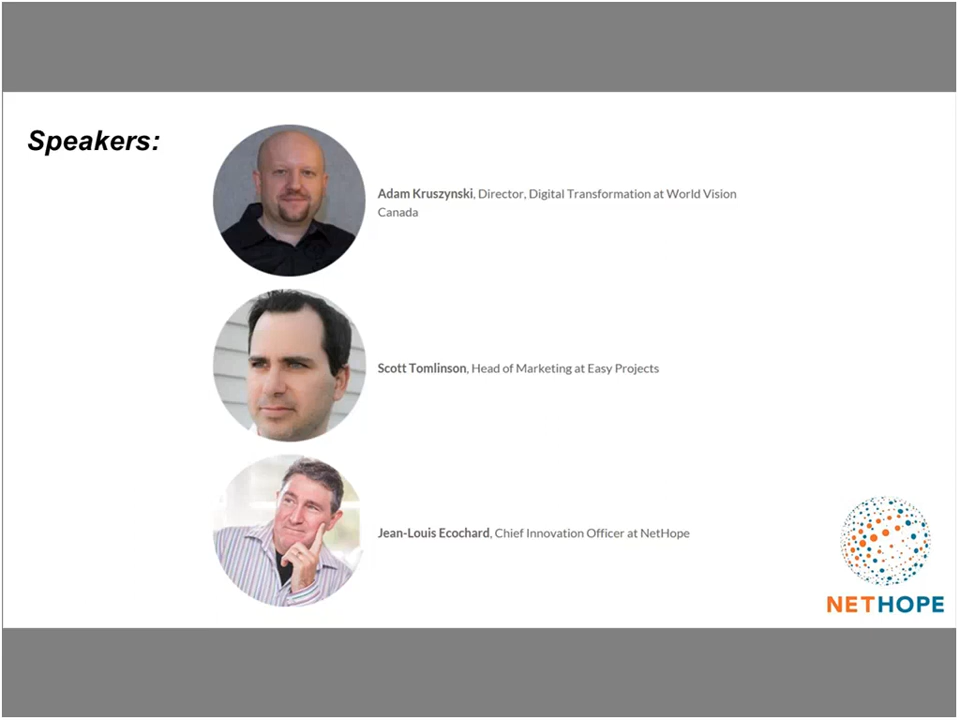 Speakers:
Adam Kruszynski, Director, Digital Transformation at World Vision
Canada
Scott Tomlinson, Head of Marketing at Easy Projects
Jean-Louis Ecochard, Chief Innovation Officer at NetHope
NETHOPE